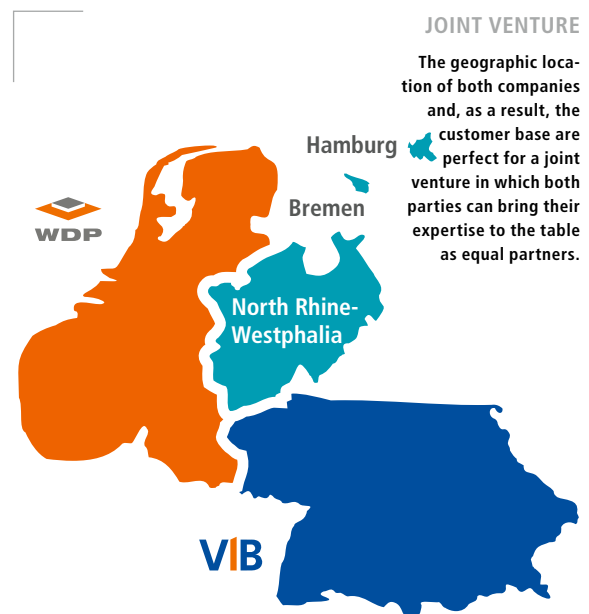 JOINT VENTURE
The geographic loca-
tion of both companies
and, as a result, the
customer base are
perfect for a joint
venture in which both
parties can bring their
expertise to the table
as equal partners.
Hamburg
Bremen
WDP
North Rhine-
Westphalia
VIB